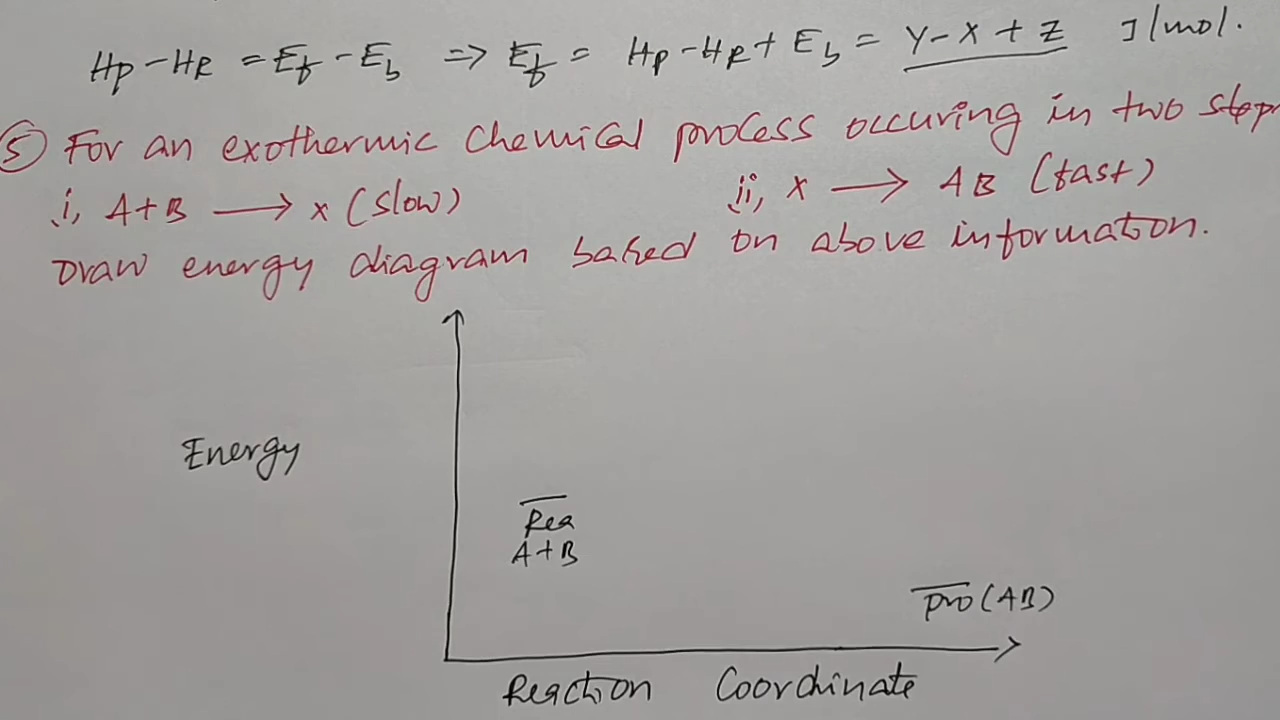 Hp - HR = Ef - Eb => Ef = Hp - HR + Eb = Y - X + Z J/mol.
⑤ For an exothermic chemical process occuring in two step
i, A+B → x (slow) ii, x → AB (fast)
Draw energy diagram based on above information.
Energy
Rea
A+B
pro (AB)
Reaction Coordinate